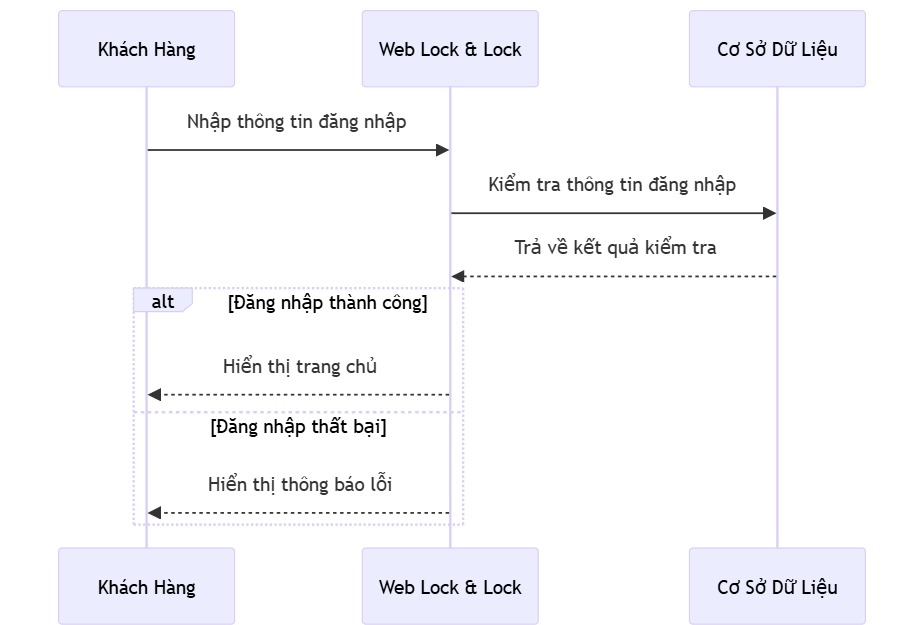 Khách Hàng
Web Lock & Lock
Cơ Sở Dữ Liệu
Nhập thông tin đăng nhập
Kiểm tra thông tin đăng nhập
Trả về kết quả kiểm tra
alt
[Đăng nhập thành công]
Hiển thị trang chủ
[Đăng nhập thất bại]
Hiển thị thông báo lỗi
Khách Hàng
Web Lock & Lock
Cơ Sở Dữ Liệu